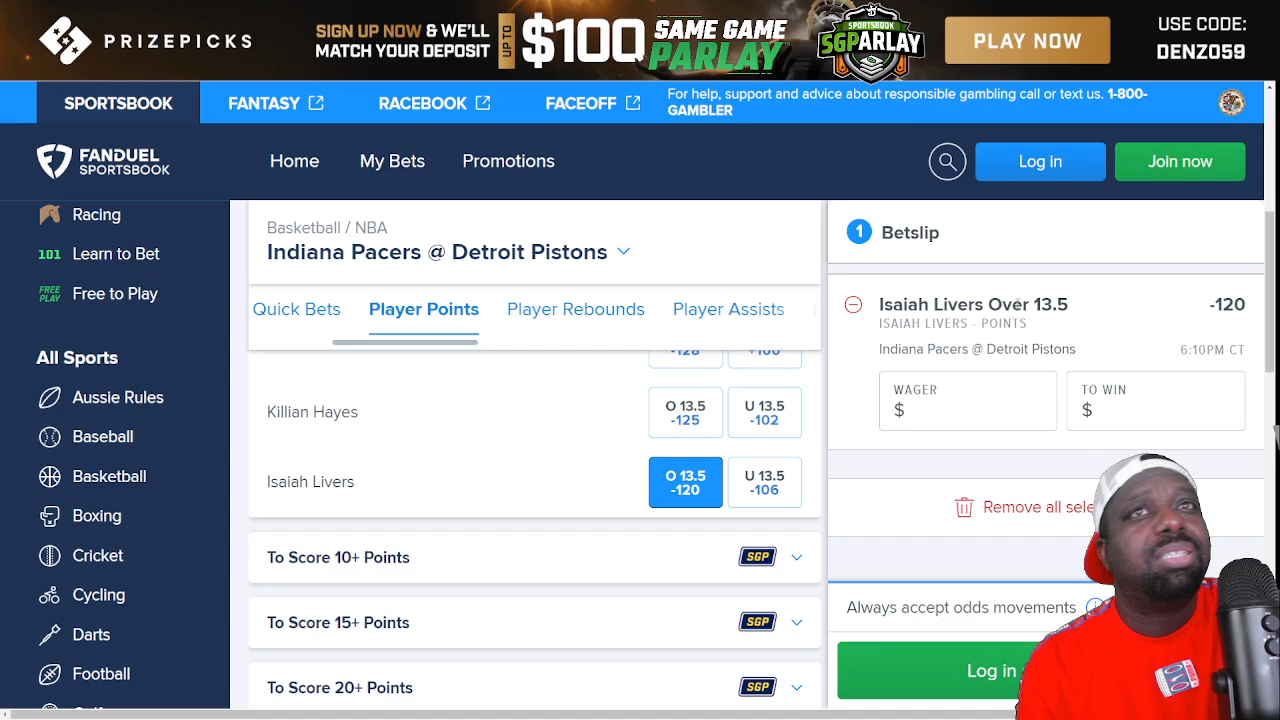 PRIZEPICKS
SIGN UP NOW & WE'LL
MATCH YOUR DEPOSIT
UP TO
$100
SAME GAME
PARLAY
SPORTSBOOK
SGPARLAY
PLAY NOW
USE CODE:
DENZO59
SPORTSBOOK
FANTASY
RACEBOOK
FACEOFF
For help, support and advice about responsible gambling call or text us. 1-800-
GAMBLER
FANDUEL
SPORTSBOOK
Home
My Bets
Promotions
Log in
Join now
Racing
101 Learn to Bet
FREE PLAY Free to Play
All Sports
Aussie Rules
Baseball
Basketball
Boxing
Cricket
Cycling
Darts
Football
Basketball / NBA
Indiana Pacers @ Detroit Pistons
Quick Bets
Player Points
Player Rebounds
Player Assists
-128
+100
Killian Hayes
O 13.5
-125
U 13.5
-102
Isaiah Livers
O 13.5
-120
U 13.5
-106
To Score 10+ Points
SGP
To Score 15+ Points
SGP
To Score 20+ Points
SGP
1 Betslip
Isaiah Livers Over 13.5
-120
ISAIAH LIVERS - POINTS
Indiana Pacers @ Detroit Pistons
6:10PM CT
WAGER
$
TO WIN
$
Remove all sele
Always accept odds movements
Log in